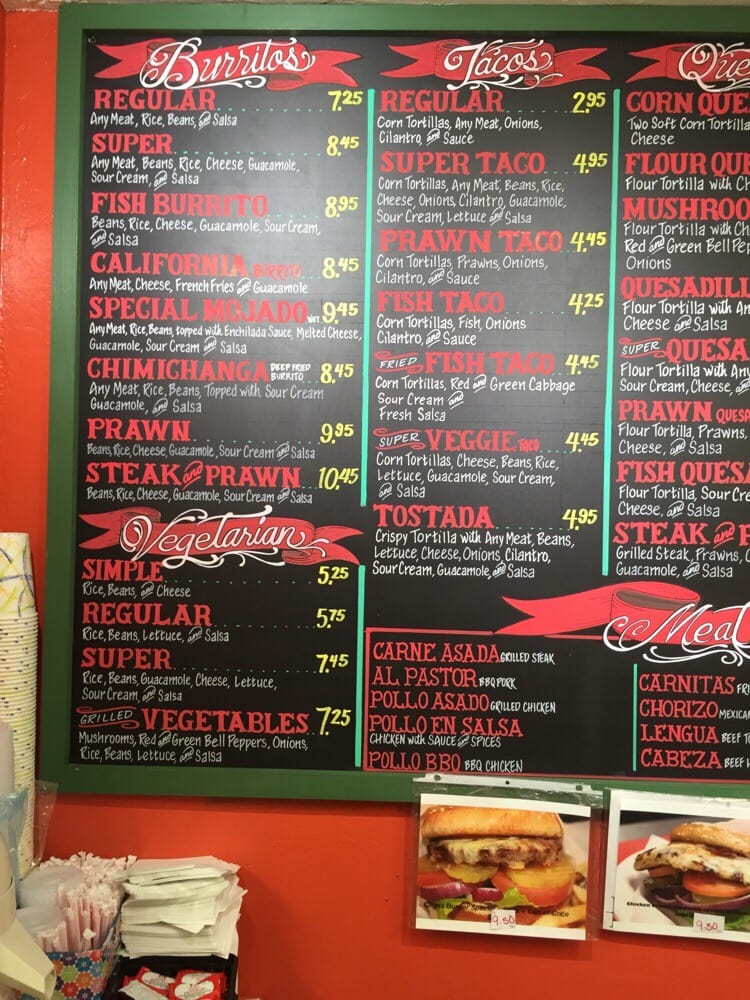 Burritos
REGULAR 7.25
Any Meat, Rice, Beans, and Salsa
SUPER 8.45
Any Meat, Beans, Rice, Cheese, Guacamole,
Sour Cream, and Salsa
FISH BURRITO 8.95
Beans, Rice, Cheese, Guacamole, Sour Cream,
and Salsa
CALIFORNIA BURRITO 8.45
Any Meat, Cheese, French Fries and Guacamole
SPECIAL MOJADO WET 9.45
Any Meat, Rice, Beans, topped with Enchilada Sauce, Melted Cheese,
Guacamole, Sour Cream and Salsa
CHIMICHANGA DEEP FRIED BURRITO 8.45
Any Meat, Rice, Beans, Topped with Sour Cream
Guacamole, and Salsa
PRAWN 9.95
Beans, Rice, Cheese, Guacamole, Sour Cream and Salsa
STEAK and PRAWN 10.45
Beans, Rice, Cheese, Guacamole, Sour Cream and Salsa
Vegetarian
SIMPLE 5.25
Rice, Beans, and Cheese
REGULAR 5.75
Rice, Beans, Lettuce, and Salsa
SUPER 7.45
Rice, Beans, Guacamole, Cheese, Lettuce,
Sour Cream, and Salsa
GRILLED VEGETABLES 7.25
Mushrooms, Red and Green Bell Peppers, Onions,
Rice, Beans, Lettuce, and Salsa
Tacos
REGULAR 2.95
Corn Tortillas, Any Meat, Onions,
Cilantro, and Sauce
SUPER TACO 4.95
Corn Tortillas, Any Meat, Beans, Rice,
Cheese, Onions, Cilantro, Guacamole,
Sour Cream, Lettuce and Salsa
PRAWN TACO 4.45
Corn Tortillas, Prawns, Onions,
Cilantro, and Sauce
FISH TACO 4.25
Corn Tortillas, Fish, Onions
Cilantro, and Sauce
FRIED FISH TACO 4.45
Corn Tortillas, Red and Green Cabbage
Sour Cream and
Fresh Salsa
SUPER VEGGIE TACO 4.45
Corn Tortillas, Cheese, Beans, Rice,
Lettuce, Guacamole, Sour Cream,
and Salsa
TOSTADA 4.95
Crispy Tortilla with Any Meat, Beans,
Lettuce, Cheese, Onions, Cilantro,
Sour Cream, Guacamole, and Salsa
Que
CORN QUE
Two Soft Corn Tortilla
Cheese
FLOUR QUE
Flour Tortilla with Ch
MUSHROO
Flour Tortilla with Ch
Red and Green Bell Pep
Onions
QUESADILL
Flour Tortilla with An
Cheese and Salsa
SUPER QUESA
Flour Tortilla with Any
Sour Cream, Cheese, and
PRAWN QUESA
Flour Tortilla, Prawns,
Cheese, and Salsa
FISH QUESA
Flour Tortilla, Sour Cre
Cheese, and Salsa
STEAK and P
Grilled Steak, Prawns, C
Guacamole, and Salsa
Meat
CARNE ASADA GRILLED STEAK
AL PASTOR BBQ PORK
POLLO ASADO GRILLED CHICKEN
POLLO EN SALSA
CHICKEN with SAUCE and SPICES
POLLO BBQ BBQ CHICKEN
CARNITAS FRI
CHORIZO MEXICAN
LENGUA BEEF TO
CABEZA BEEF H
9.50
Chicken
9.50